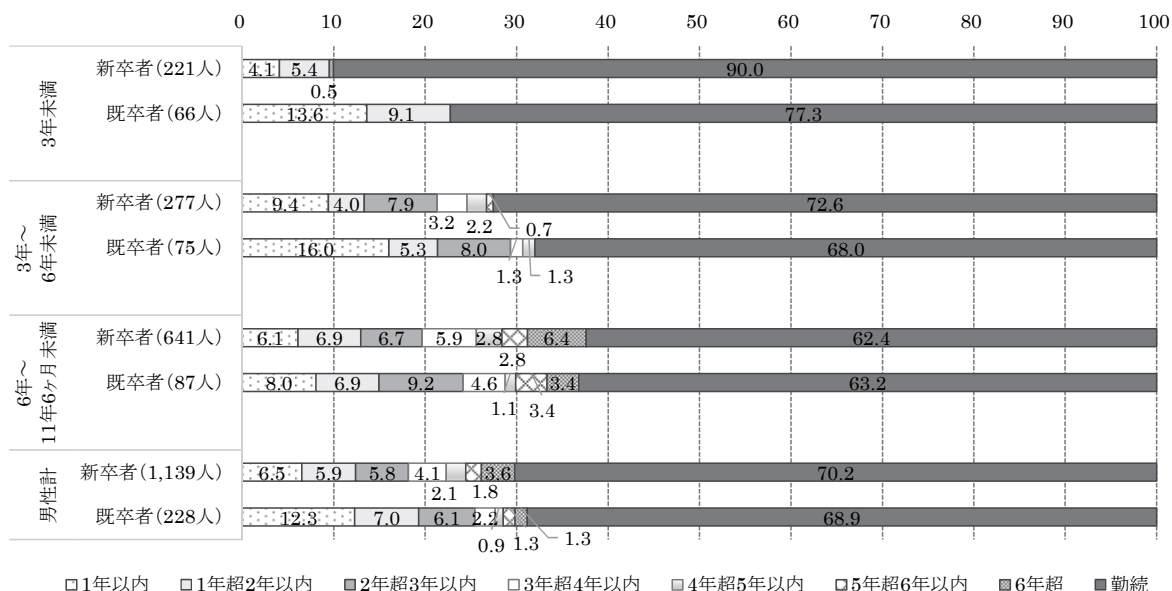 0 10 20 30 40 50 60 70 80 90 100
3年未満
新卒者(221人) 4.1 5.4 90.0
0.5
既卒者(66人) 13.6 9.1 77.3
3年～
6年未満
新卒者(277人) 9.4 4.0 7.9 72.6
3.2 2.2 0.7
既卒者(75人) 16.0 5.3 8.0 68.0
1.3 1.3
6年～
11年6ヶ月未満
新卒者(641人) 6.1 6.9 6.7 5.9 2.8 6.4 62.4
2.8
既卒者(87人) 8.0 6.9 9.2 4.6 3.4 63.2
1.1 3.4
男性計
新卒者(1,139人) 6.5 5.9 5.8 4.1 3.6 70.2
2.1 1.8
既卒者(228人) 12.3 7.0 6.1 2.2 68.9
0.9 1.3 1.3
1年以内 1年超2年以内 2年超3年以内 3年超4年以内 4年超5年以内 5年超6年以内 6年超 勤続